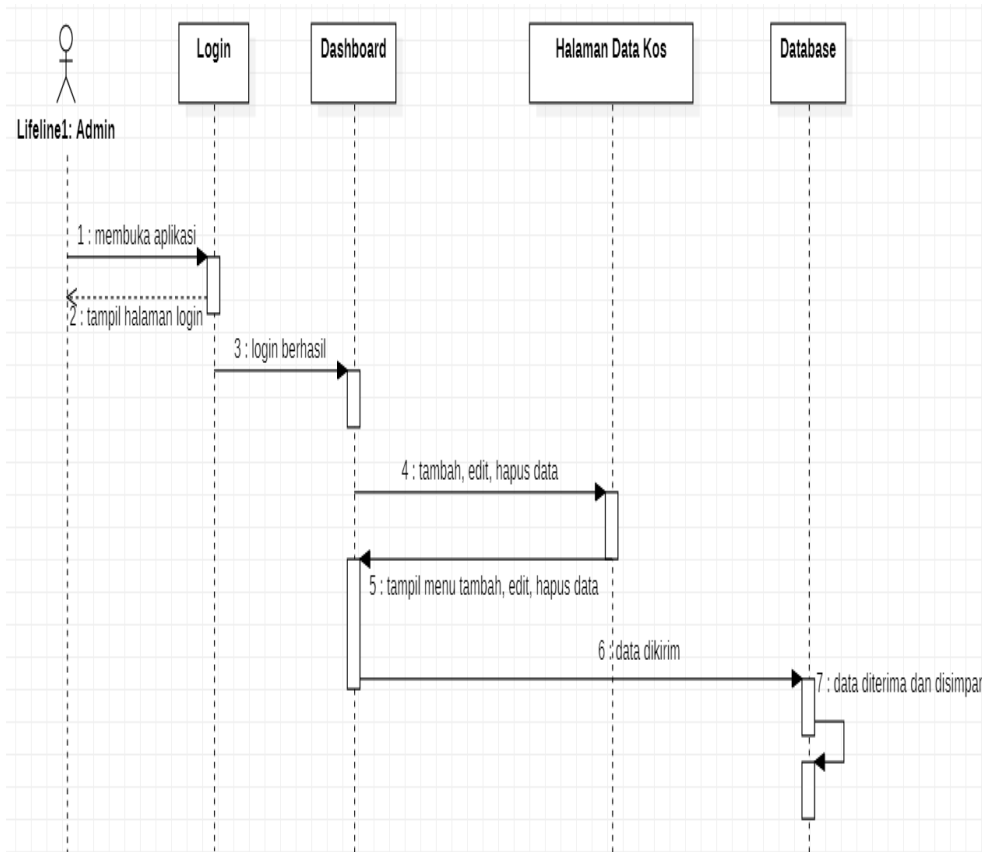 Login
Dashboard
Halaman Data Kos
Database
Lifeline1: Admin
1 : membuka aplikasi
2 : tampil halaman login
3 : login berhasil
4 : tambah, edit, hapus data
5 : tampil menu tambah, edit, hapus data
6 : data dikirim
7 : data diterima dan disimpan